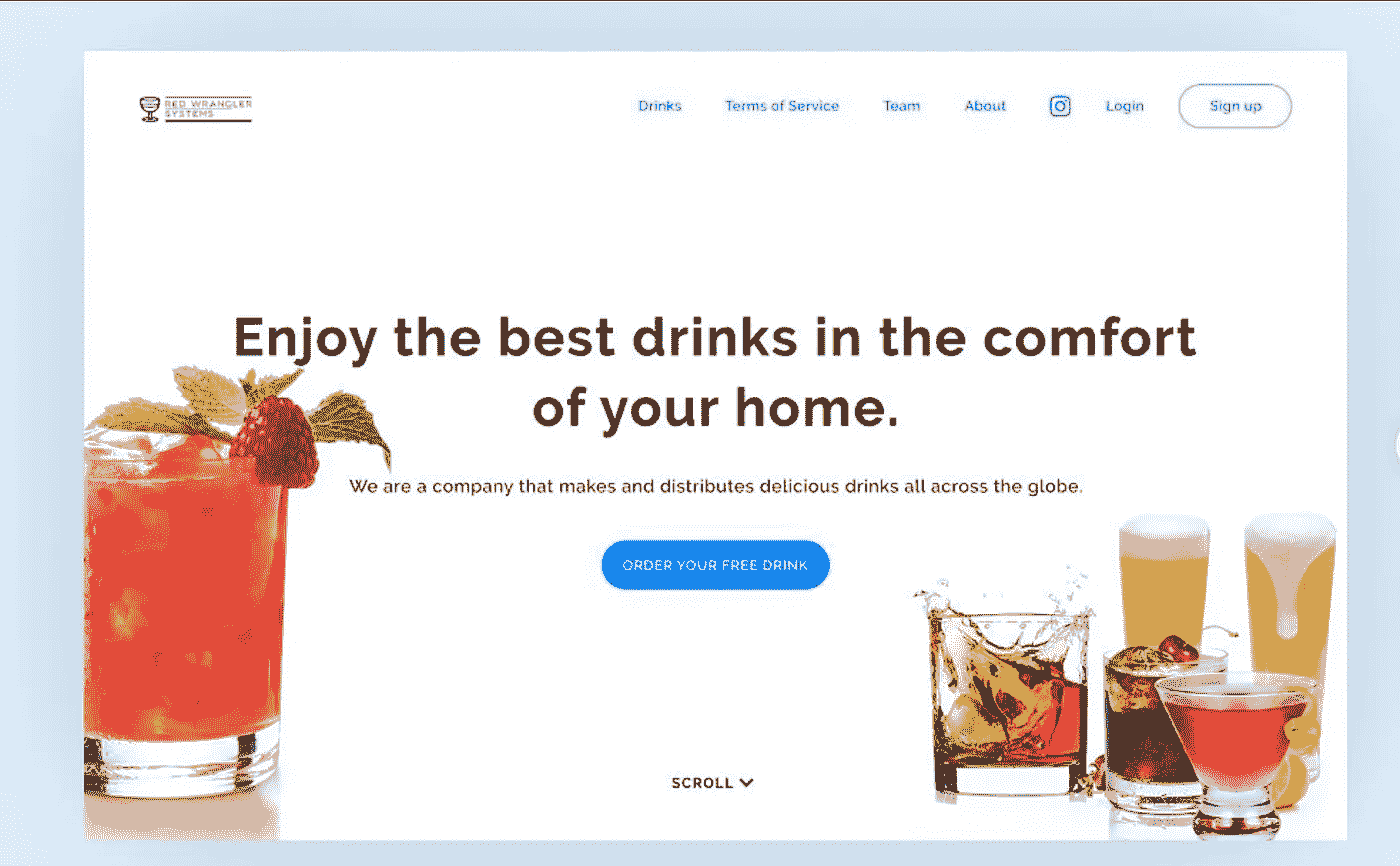 RED WRANGLER
SYSTEMS
Drinks Terms of Service Team About Login Sign up
Enjoy the best drinks in the comfort
of your home.
We are a company that makes and distributes delicious drinks all across the globe.
ORDER YOUR FREE DRINK
SCROLL